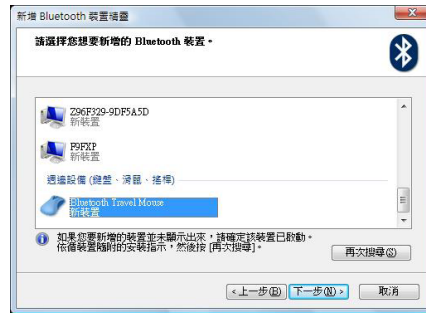 新增 Bluetooth 裝置精靈
請選擇您想要新增的 Bluetooth 裝置。
Z96F329-9DF5A5D
新裝置
F9FXP
新裝置
週邊設備 (鍵盤、滑鼠、搖桿)
Bluetooth Travel Mouse
新裝置
如果您要新增的裝置並未顯示出來，請確定該裝置已啟動。
依循裝置隨附的安裝指示，然後按 [再次搜尋]。
再次搜尋(S)
<上一步(B)
下一步(N)>
取消